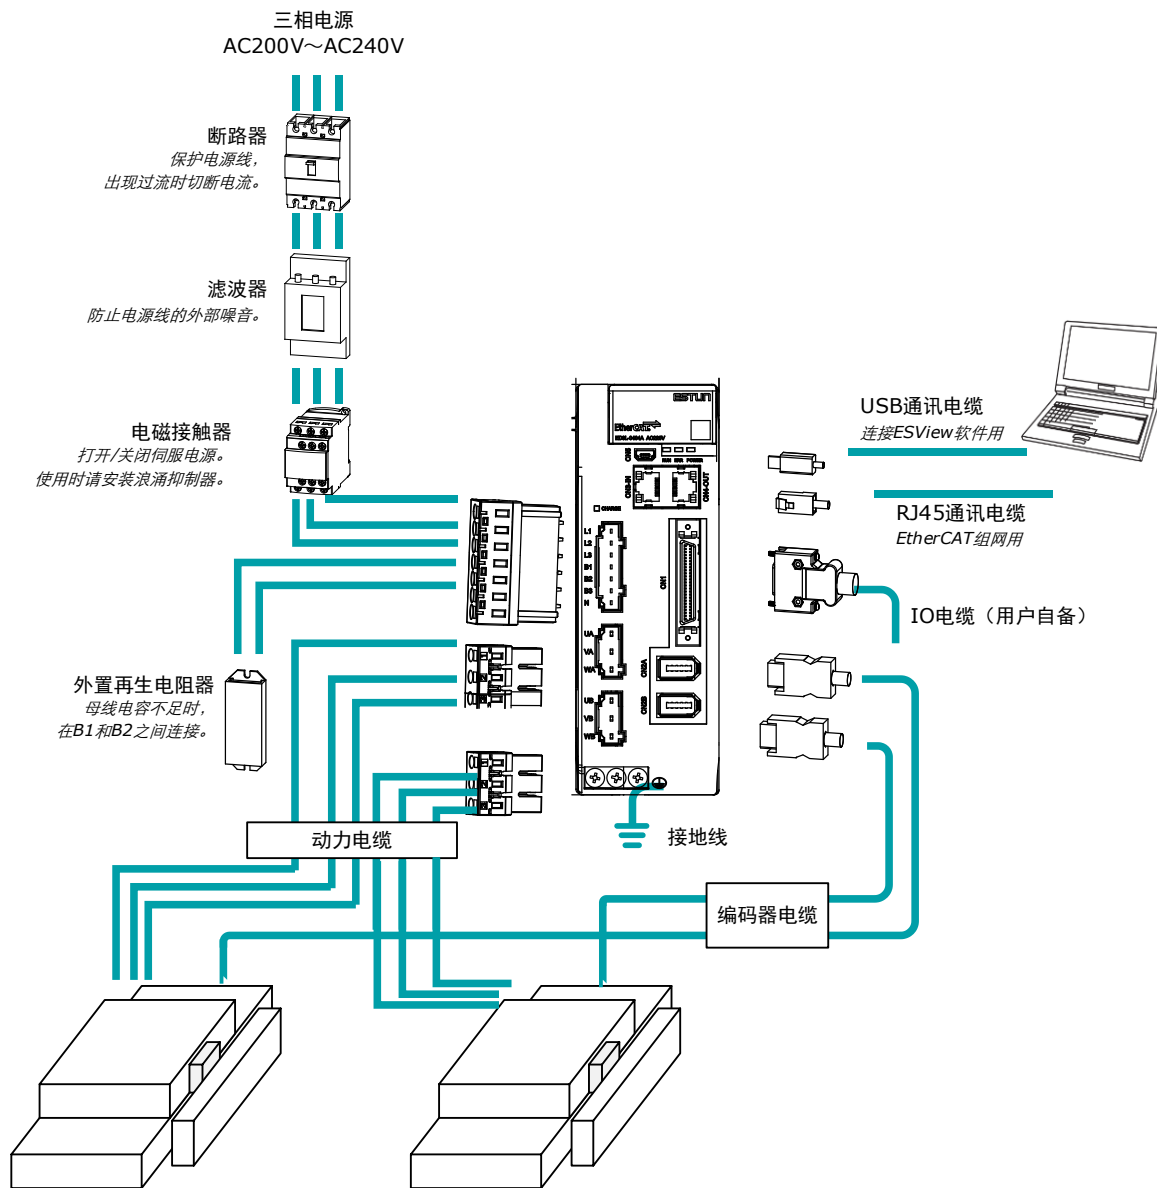 三相电源
AC200V～AC240V
断路器
保护电源线，
出现过流时切断电流。
滤波器
防止电源线的外部噪音。
电磁接触器
打开/关闭伺服电源。
使用时请安装浪涌抑制器。
外置再生电阻器
母线电容不足时，
在B1和B2之间连接。
动力电缆
ESTUN
EtherCAT
CN5
RUN ERR POWER
CN3-IN
CN4-OUT
CHARGE
L1
L2
L3
B1
B2
B3
N
CN1
UA
VA
WA
CN2A
UB
VB
WB
CN2B
接地线
USB通讯电缆
连接ESView软件用
RJ45通讯电缆
EtherCAT组网用
IO电缆（用户自备）
编码器电缆